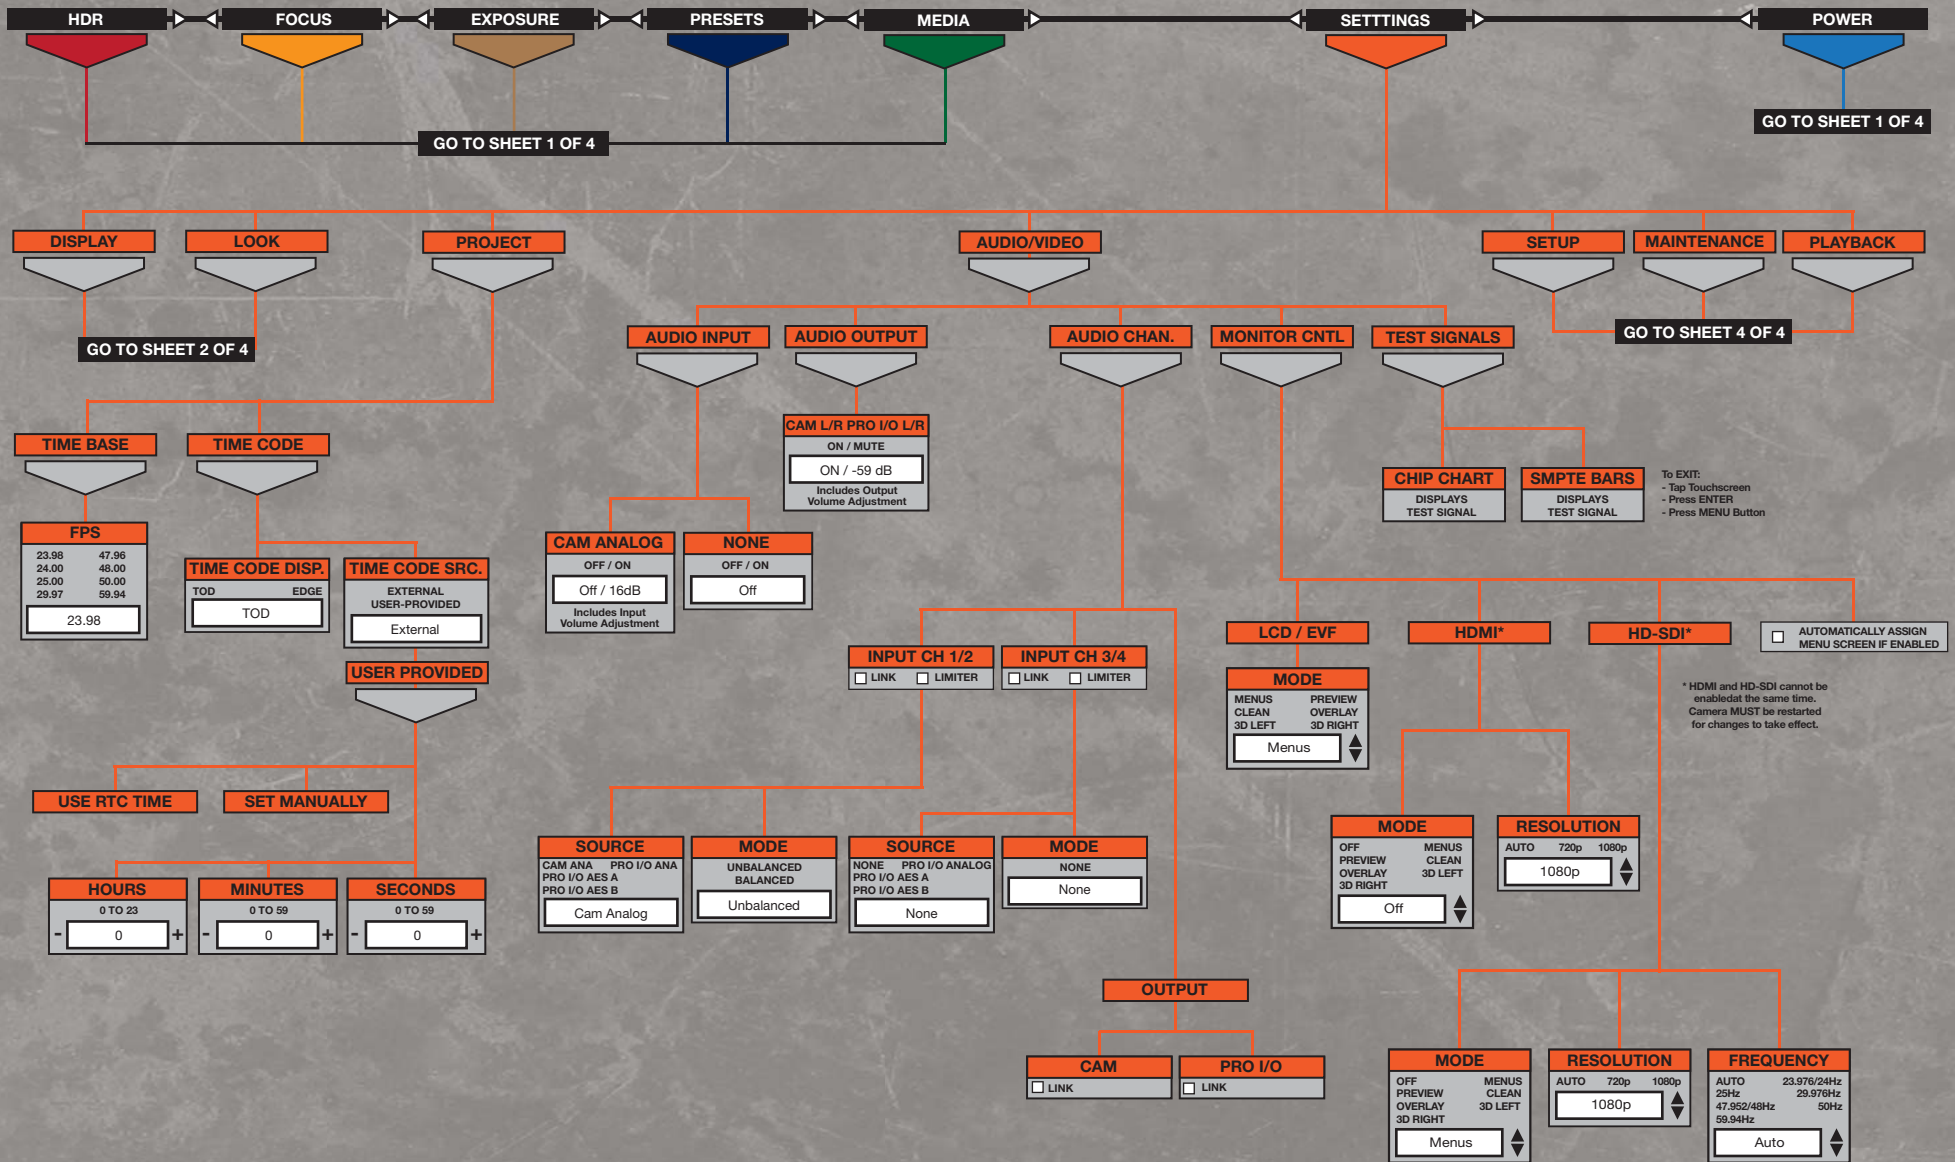 HDR
FOCUS
EXPOSURE
PRESETS
MEDIA
SETTTINGS
POWER
GO TO SHEET 1 OF 4
GO TO SHEET 1 OF 4
DISPLAY
LOOK
PROJECT
AUDIO/VIDEO
SETUP
MAINTENANCE
PLAYBACK
GO TO SHEET 2 OF 4
GO TO SHEET 4 OF 4
AUDIO INPUT
AUDIO OUTPUT
AUDIO CHAN.
MONITOR CNTL
TEST SIGNALS
TIME BASE
TIME CODE
CAM L/R PRO I/O L/R
ON / MUTE
ON / -59 dB
Includes Output
Volume Adjustment
CHIP CHART
DISPLAYS
TEST SIGNAL
SMPTE BARS
DISPLAYS
TEST SIGNAL
To EXIT:
- Tap Touchscreen
- Press ENTER
- Press MENU Button
FPS
23.98 47.96
24.00 48.00
25.00 50.00
29.97 59.94
23.98
TIME CODE DISP.
TOD EDGE
TOD
TIME CODE SRC.
EXTERNAL
USER-PROVIDED
External
CAM ANALOG
OFF / ON
Off / 16dB
Includes Input
Volume Adjustment
NONE
OFF / ON
Off
USER PROVIDED
INPUT CH 1/2
LINK LIMITER
INPUT CH 3/4
LINK LIMITER
LCD / EVF
HDMI*
HD-SDI*
AUTOMATICALLY ASSIGN
MENU SCREEN IF ENABLED
MODE
MENUS PREVIEW
CLEAN OVERLAY
3D LEFT 3D RIGHT
Menus
* HDMI and HD-SDI cannot be
enabledat the same time.
Camera MUST be restarted
for changes to take effect.
USE RTC TIME
SET MANUALLY
SOURCE
CAM ANA PRO I/O ANA
PRO I/O AES A
PRO I/O AES B
Cam Analog
MODE
UNBALANCED
BALANCED
Unbalanced
SOURCE
NONE PRO I/O ANALOG
PRO I/O AES A
PRO I/O AES B
None
MODE
NONE
None
MODE
OFF MENUS
PREVIEW CLEAN
OVERLAY 3D LEFT
3D RIGHT
Off
RESOLUTION
AUTO 720p 1080p
1080p
HOURS
0 TO 23
- 0 +
MINUTES
0 TO 59
- 0 +
SECONDS
0 TO 59
- 0 +
OUTPUT
CAM
LINK
PRO I/O
LINK
MODE
OFF MENUS
PREVIEW CLEAN
OVERLAY 3D LEFT
3D RIGHT
Menus
RESOLUTION
AUTO 720p 1080p
1080p
FREQUENCY
AUTO 23.976/24Hz
25Hz 29.976Hz
47.952/48Hz 50Hz
59.94Hz
Auto